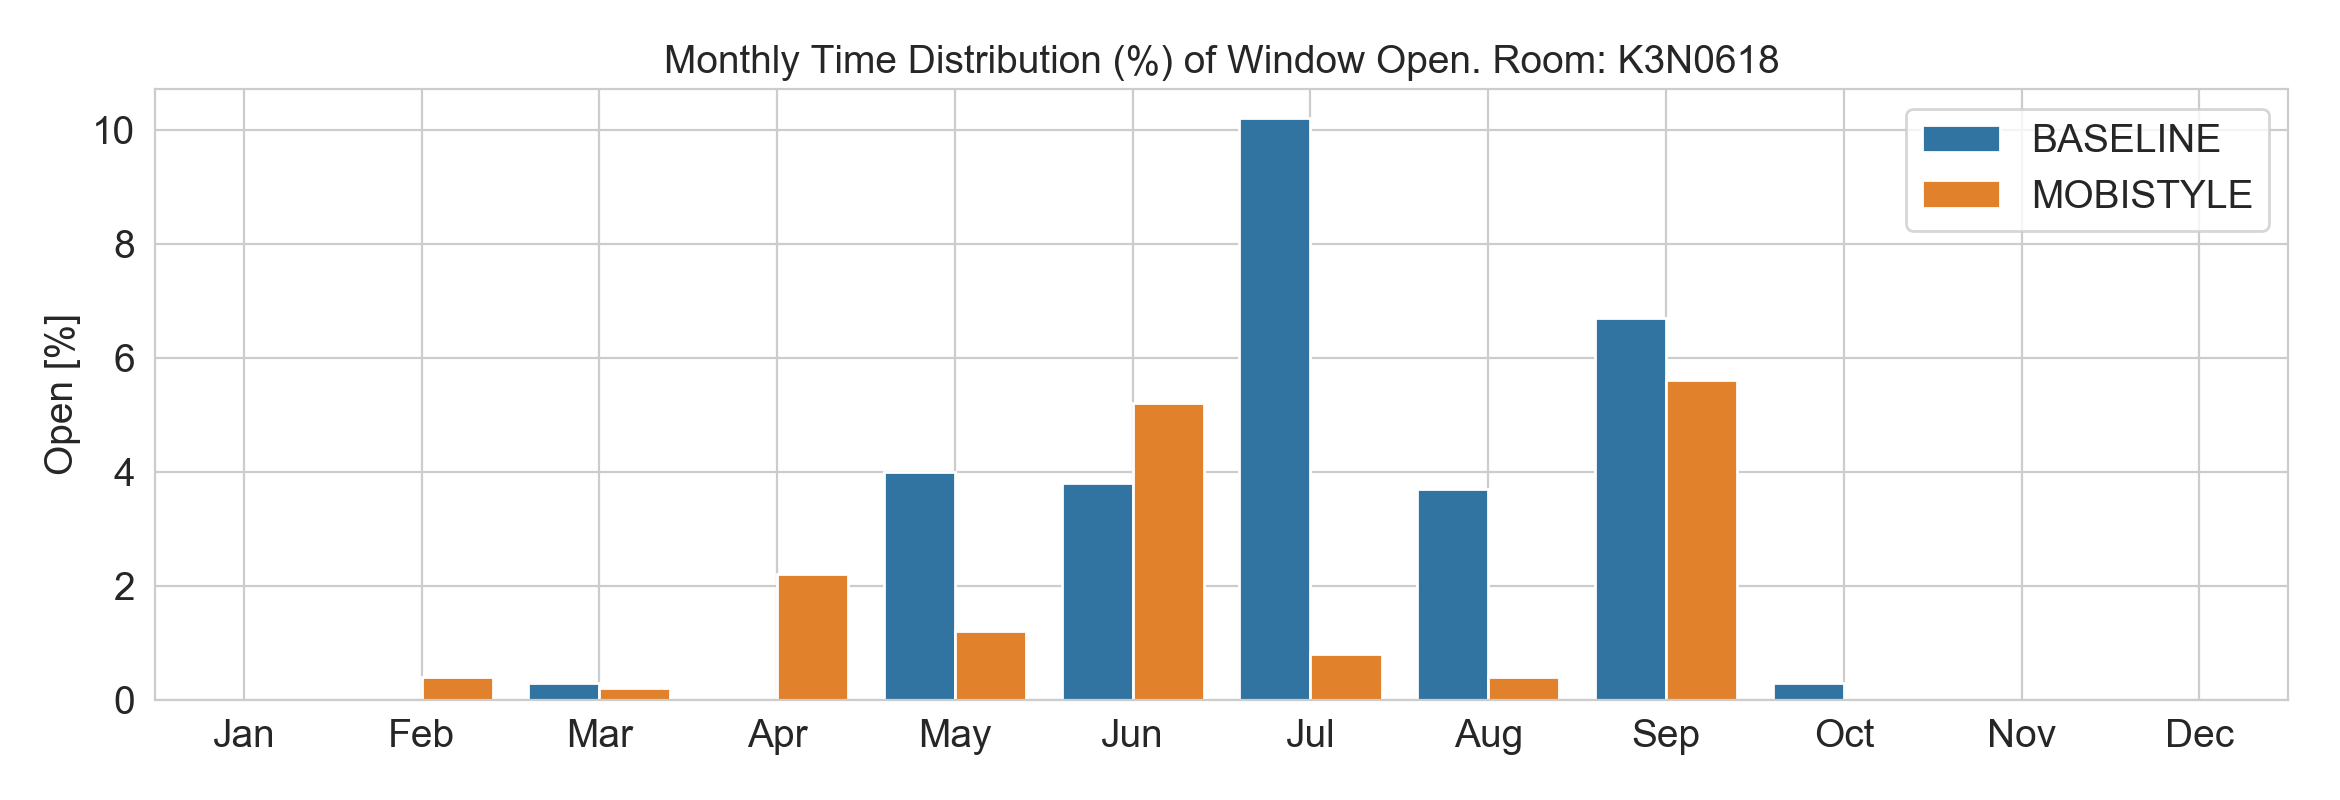 Monthly Time Distribution (%) of Window Open. Room: K3N0618
BASELINE
MOBISTYLE
Open [%]
10
8
6
4
2
0
Jan Feb Mar Apr May Jun Jul Aug Sep Oct Nov Dec